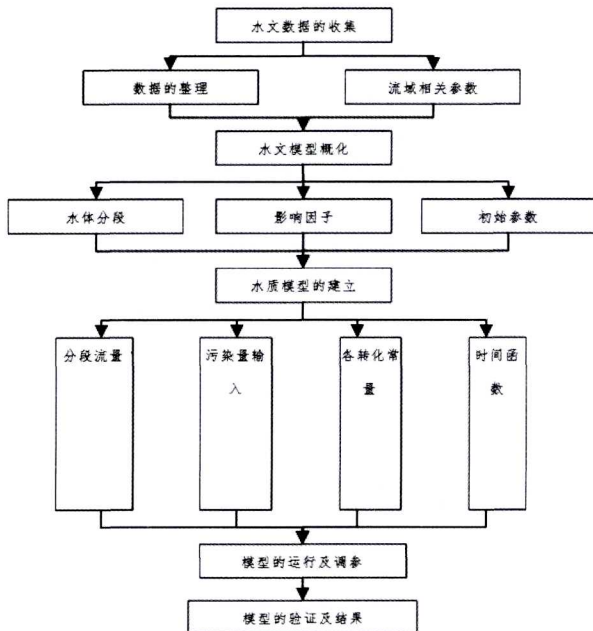 水文数据的收集
数据的整理
流域相关参数
水文模型概化
水体分段
影响因子
初始参数
水质模型的建立
分段流量
污染量输
入
各转化常
量
时间函
数
模型的运行及调参
模型的验证及结果